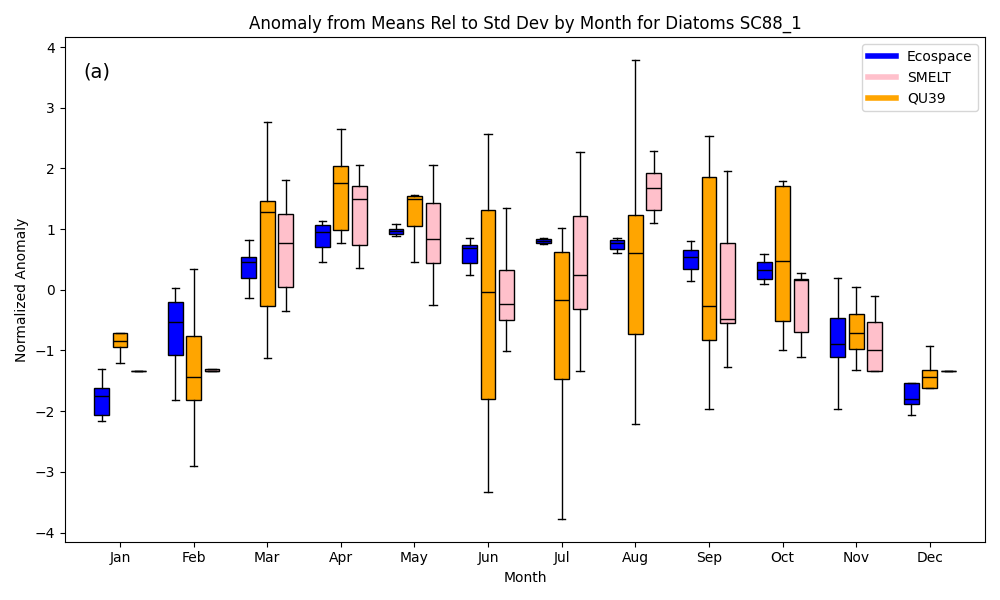 Anomaly from Means Rel to Std Dev by Month for Diatoms SC88_1
(a)
Ecospace
SMELT
QU39
Normalized Anomaly
4
3
2
1
0
−1
−2
−3
−4
Jan Feb Mar Apr May Jun Jul Aug Sep Oct Nov Dec
Month